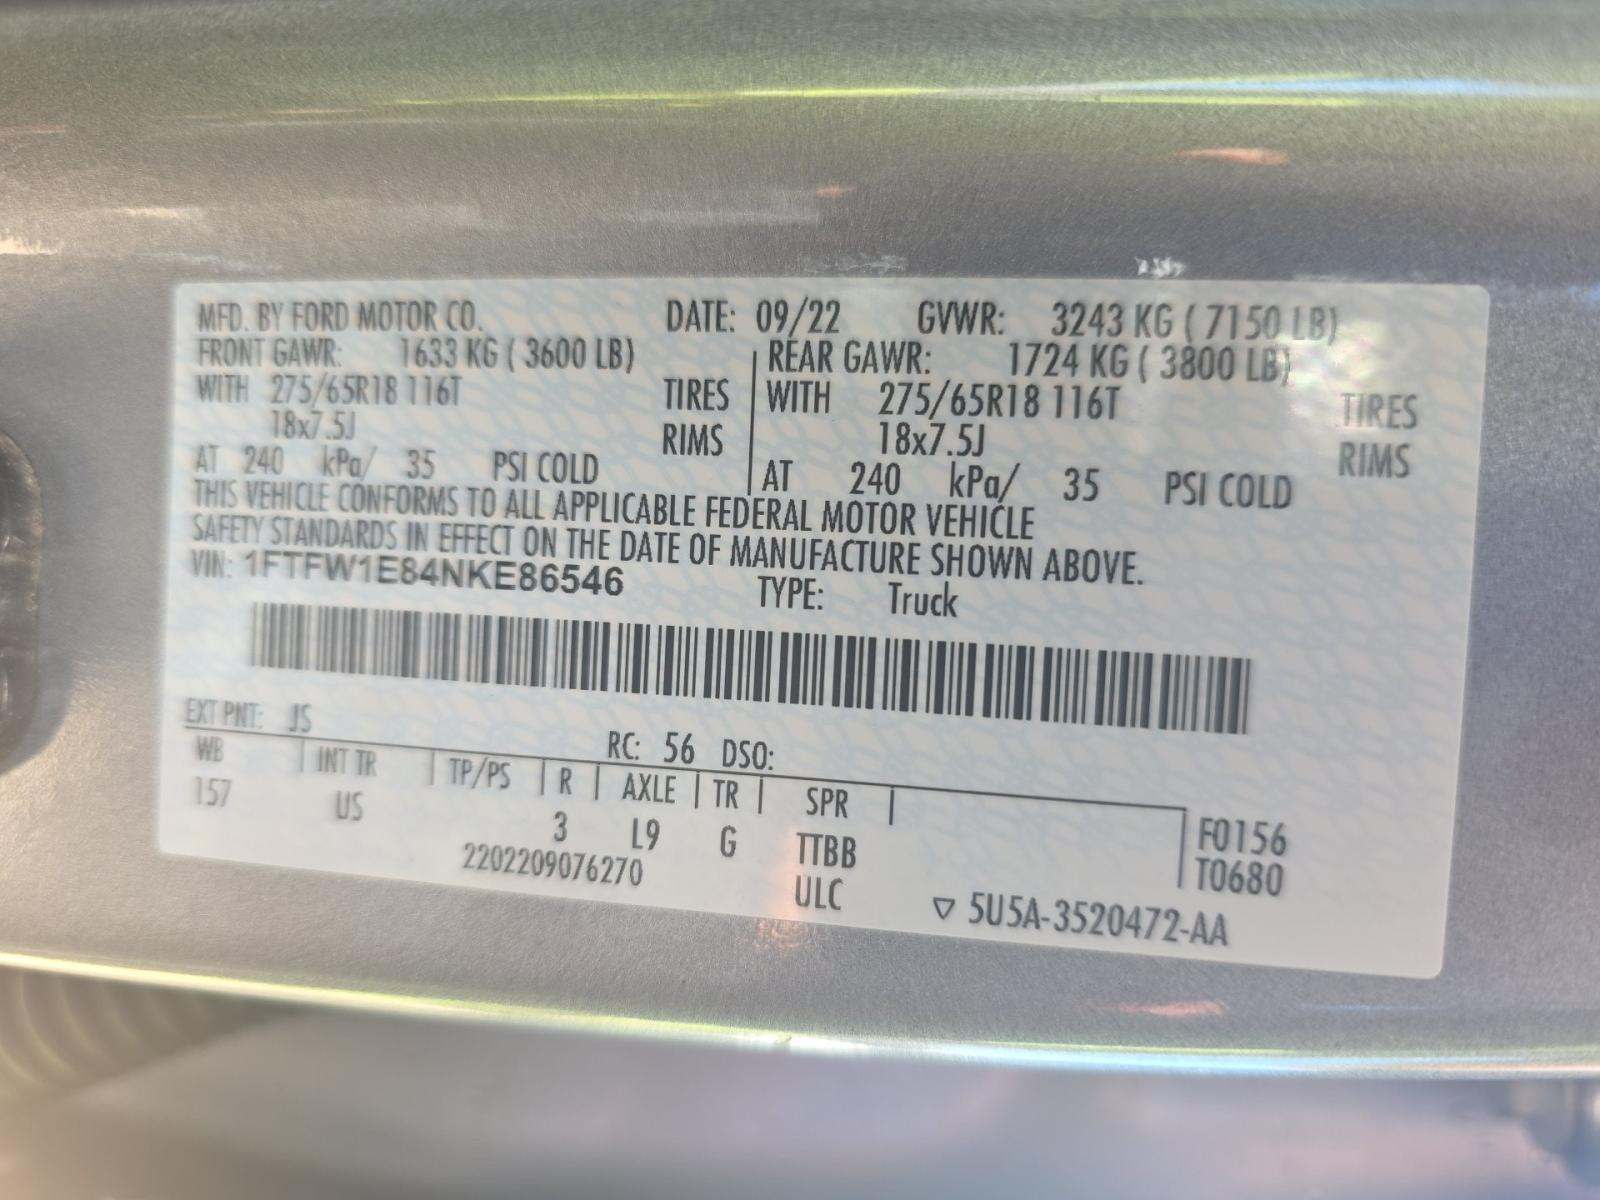 MFD. BY FORD MOTOR CO. DATE: 09/22 GVWR: 3243 KG ( 7150 LB)
FRONT GAWR: 1633 KG ( 3600 LB) REAR GAWR: 1724 KG ( 3800 LB)
WITH 275/65R18 116T TIRES WITH 275/65R18 116T TIRES
18x7.5J RIMS 18x7.5J RIMS
AT 240 kPa/ 35 PSI COLD AT 240 kPa/ 35 PSI COLD
THIS VEHICLE CONFORMS TO ALL APPLICABLE FEDERAL MOTOR VEHICLE
SAFETY STANDARDS IN EFFECT ON THE DATE OF MANUFACTURE SHOWN ABOVE.
VIN: 1FTFW1E84NKE86546 TYPE: Truck
EXT PNT: JS RC: 56 DSO:
WB INT TR TP/PS R AXLE TR SPR
157 US 3 L9 G TTBB F0156
2202209076270 ULC T0680
5U5A-3520472-AA